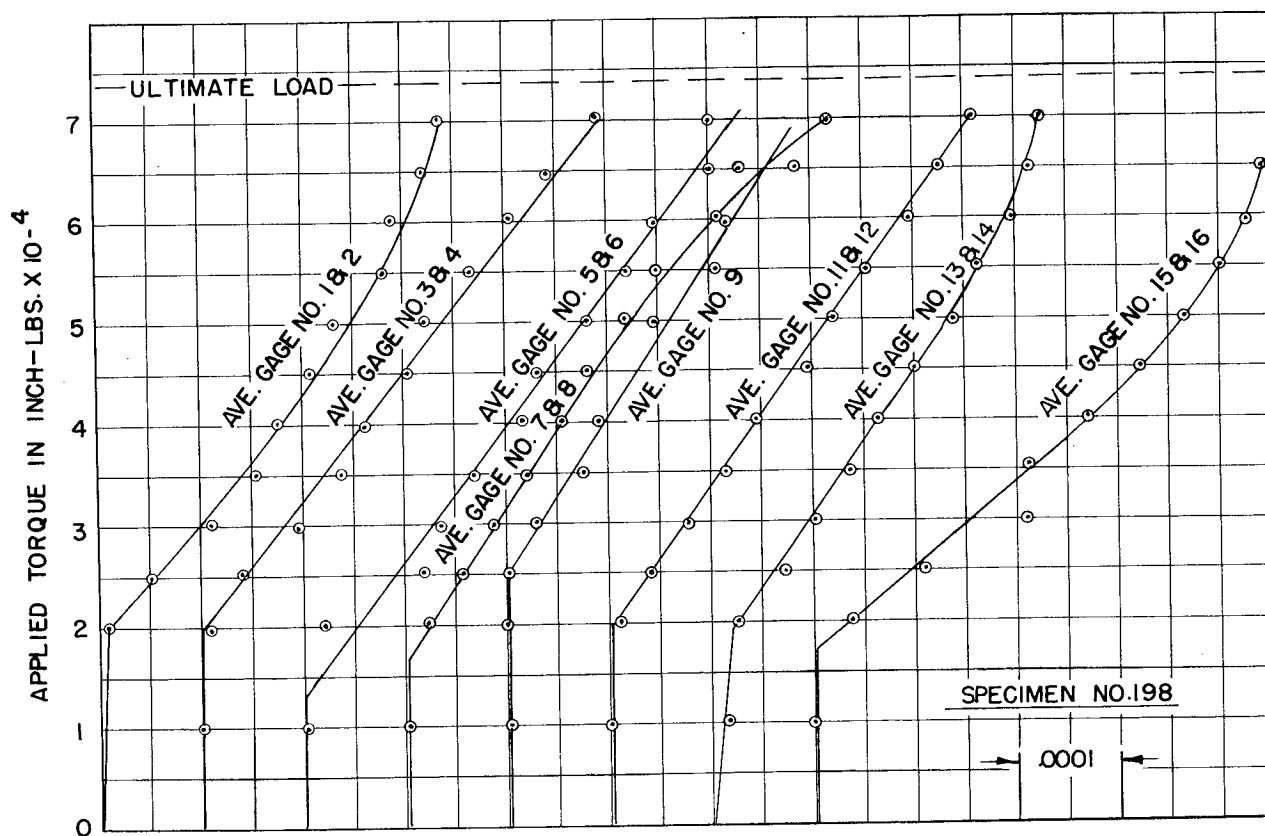 ULTIMATE LOAD
7
6
5
4
3
2
1
0
APPLIED TORQUE IN INCH-LBS. X 10-4
AVE. GAGE NO. 1 & 2
AVE. GAGE NO. 3 & 4
AVE. GAGE NO. 5 & 6
AVE. GAGE NO. 7 & 8
AVE. GAGE NO. 9
AVE. GAGE NO. 11 & 12
AVE. GAGE NO. 13 & 14
AVE. GAGE NO. 15 & 16
SPECIMEN NO. 198
.0001